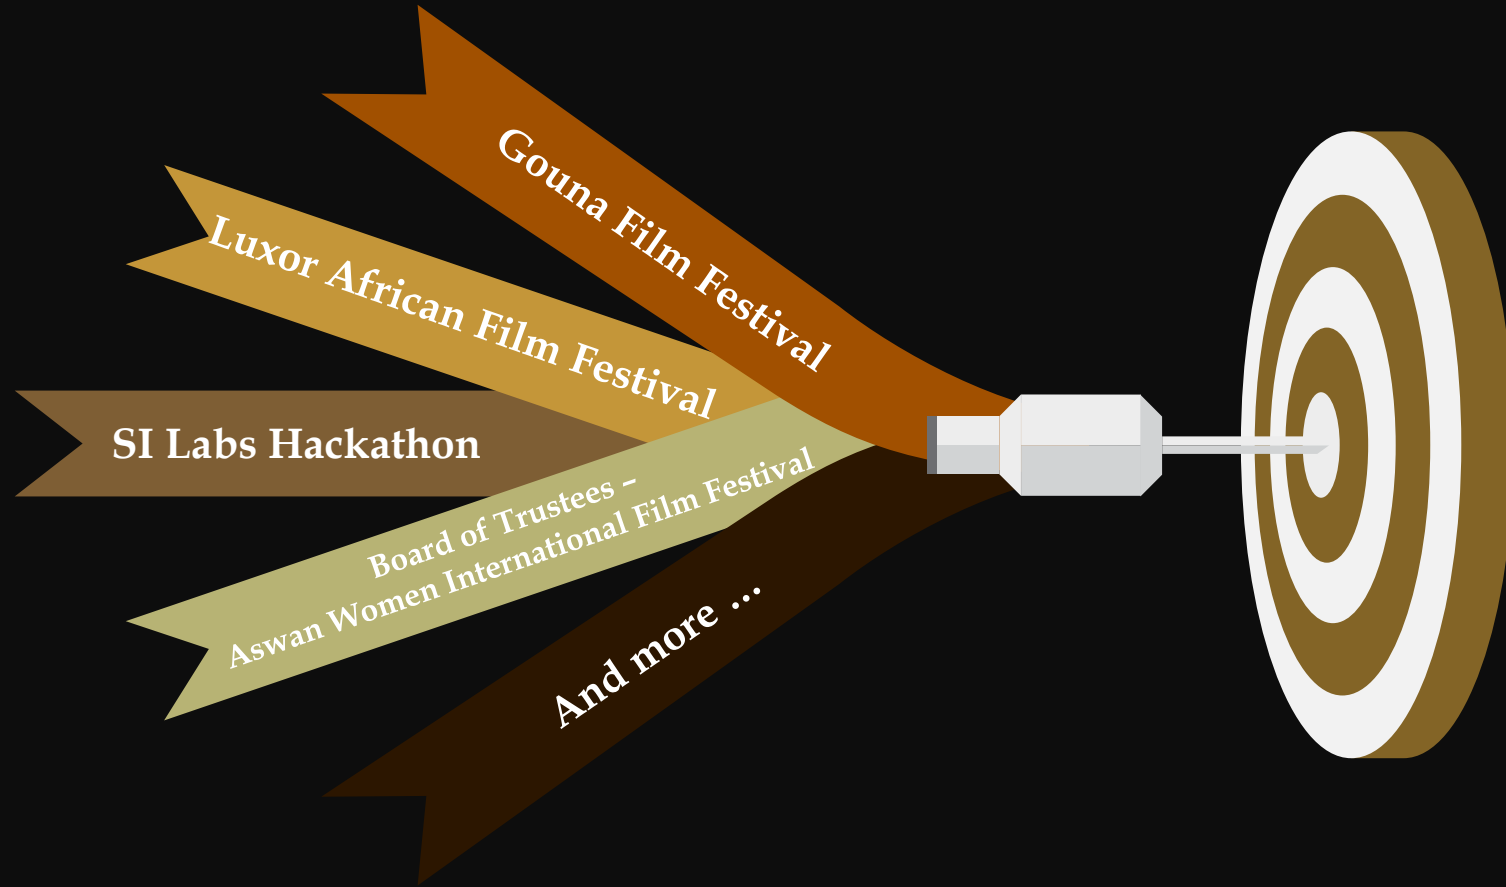 Gouna Film Festival
Luxor African Film Festival
SI Labs Hackathon
Board of Trustees –
Aswan Women International Film Festival
And more ...